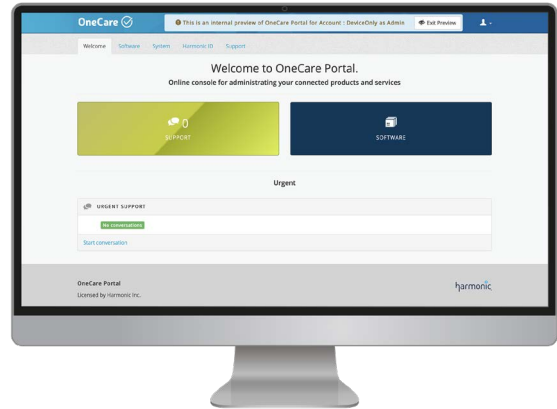 OneCare
This is an internal preview of OneCare Portal for Account : DeviceOnly as Admin
Exit Preview
Welcome Software System Harmonic ID Support
Welcome to OneCare Portal.
Online console for administrating your connected products and services
0
SUPPORT
SOFTWARE
Urgent
URGENT SUPPORT
No conversations
Start conversation
OneCare Portal
Licensed by Harmonic Inc.
harmonic